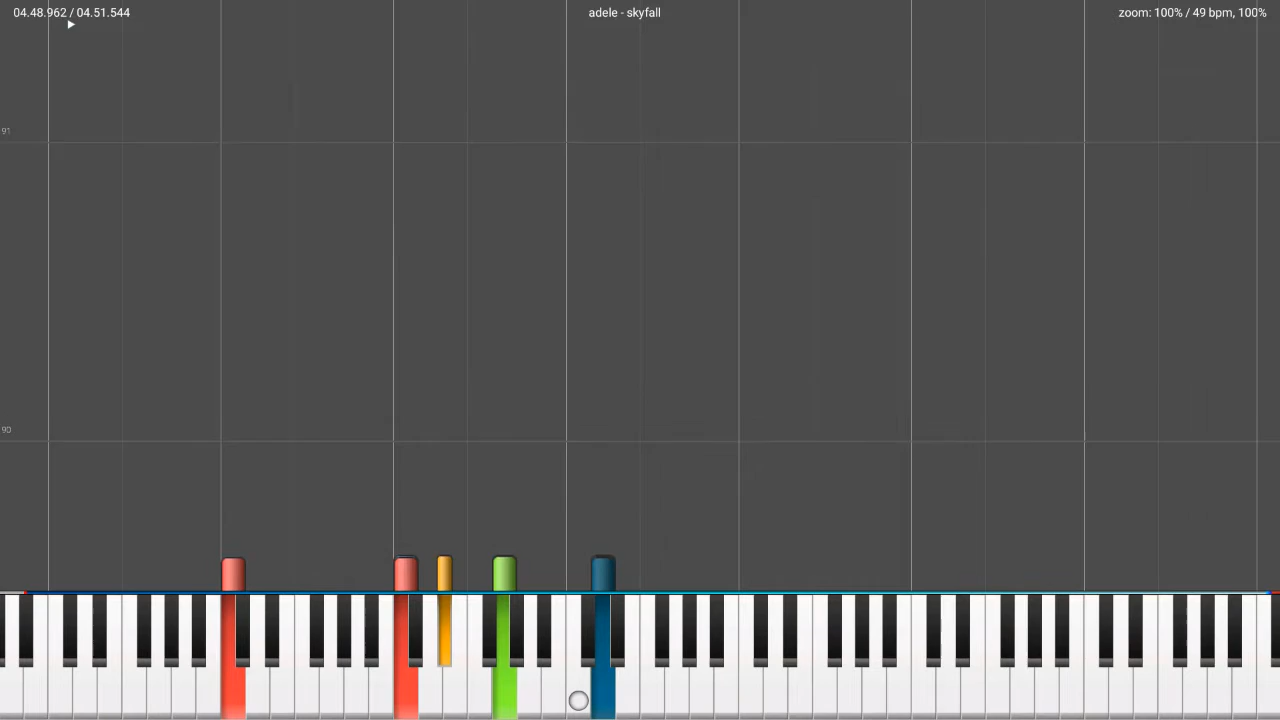 04.48.962 / 04.51.544
adele - skyfall
zoom: 100% / 49 bpm, 100%
91
90